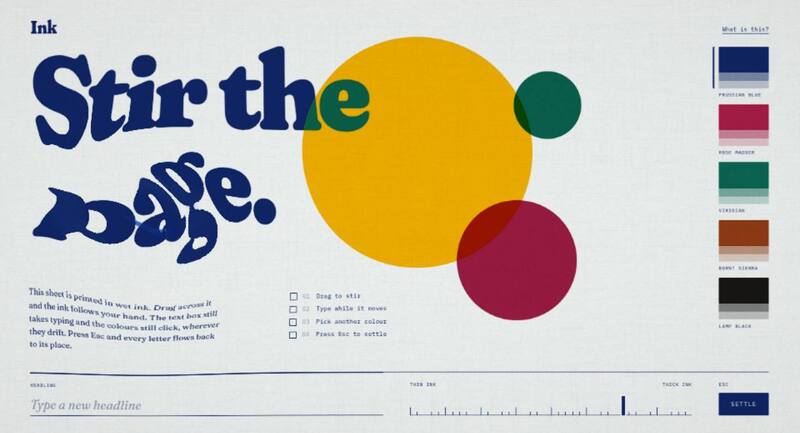 Ink
What is this?
Stir the
page.
This sheet is printed in wet ink. Drag across it
and the ink follows your hand. The text box still
takes typing and the colours still click, wherever
they drift. Press Esc and every letter flows back
to its place.
01 Drag to stir
02 Type while it moves
03 Pick another colour
04 Press Esc to settle
PRUSSIAN BLUE
ROSE MADDER
VIRIDIAN
BURNT SIENNA
LAMP BLACK
HEADLINE
Type a new headline
THIN INK
THICK INK
ESC
SETTLE